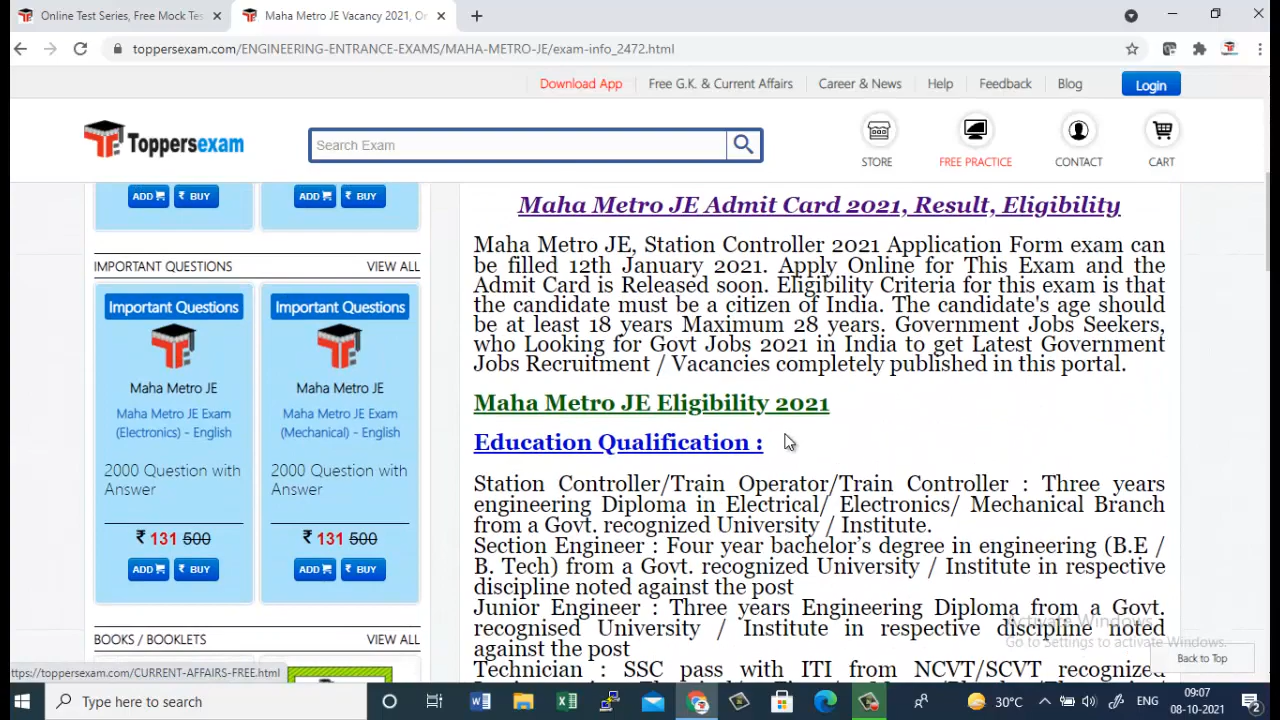 Online Test Series, Free Mock Tes
Maha Metro JE Vacancy 2021, On
toppersexam.com/ENGINEERING-ENTRANCE-EXAMS/MAHA-METRO-JE/exam-info_2472.html
Download App
Free G.K. & Current Affairs
Career & News
Help
Feedback
Blog
Login
Toppersexam
Search Exam
STORE
FREE PRACTICE
CONTACT
CART
ADD
₹ BUY
ADD
₹ BUY
IMPORTANT QUESTIONS
VIEW ALL
Important Questions
Maha Metro JE
Maha Metro JE Exam
(Electronics) - English
2000 Question with
Answer
₹ 131 500
ADD
₹ BUY
Important Questions
Maha Metro JE
Maha Metro JE Exam
(Mechanical) - English
2000 Question with
Answer
₹ 131 500
ADD
₹ BUY
BOOKS / BOOKLETS
VIEW ALL
Maha Metro JE Admit Card 2021, Result, Eligibility
Maha Metro JE, Station Controller 2021 Application Form exam can
be filled 12th January 2021. Apply Online for This Exam and the
Admit Card is Released soon. Eligibility Criteria for this exam is that
the candidate must be a citizen of India. The candidate's age should
be at least 18 years Maximum 28 years. Government Jobs Seekers,
who Looking for Govt Jobs 2021 in India to get Latest Government
Jobs Recruitment / Vacancies completely published in this portal.
Maha Metro JE Eligibility 2021
Education Qualification :
Station Controller/Train Operator/Train Controller : Three years
engineering Diploma in Electrical/ Electronics/ Mechanical Branch
from a Govt. recognized University / Institute.
Section Engineer : Four year bachelor's degree in engineering (B.E /
B. Tech) from a Govt. recognized University / Institute in respective
discipline noted against the post
Junior Engineer : Three years Engineering Diploma from a Govt.
recognised University / Institute in respective discipline noted
against the post
Technician : SSC pass with ITI from NCVT/SCVT recognized
Activate Windows
Go to Settings to activate Windows.
Back to Top
https://toppersexam.com/CURRENT-AFFAIRS-FREE.html
Type here to search
30°C
ENG
09:07
08-10-2021
2